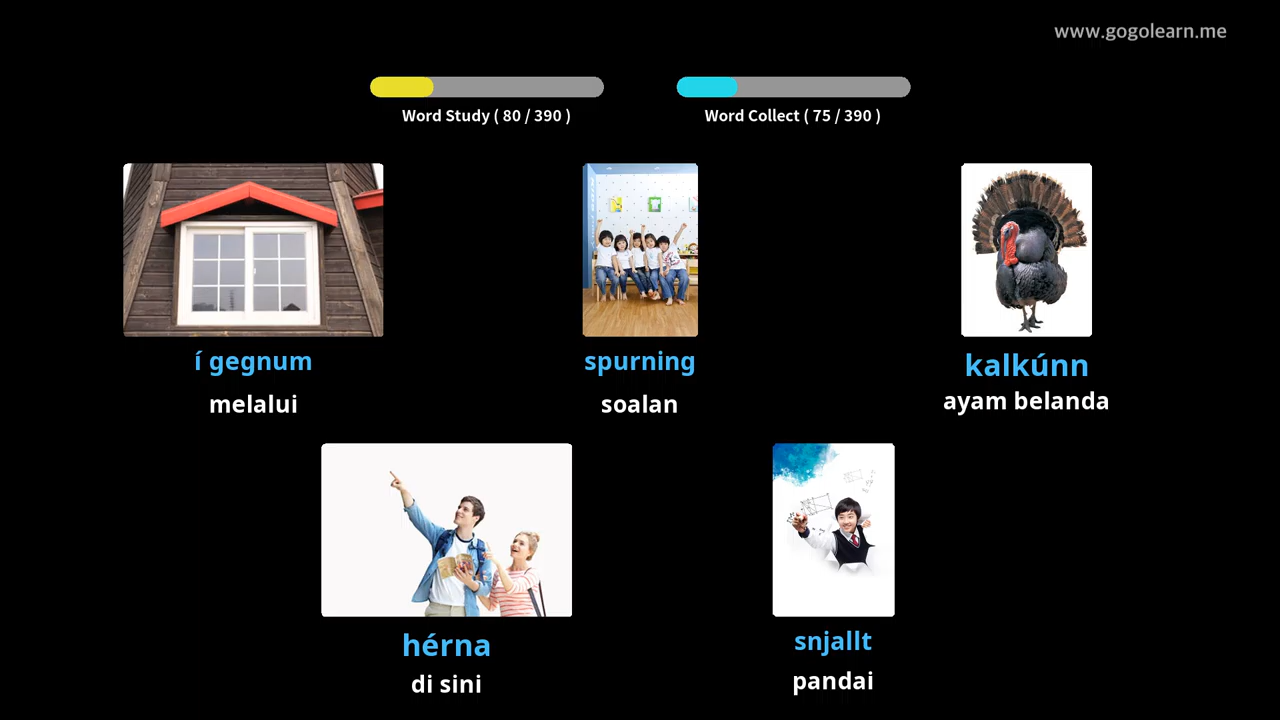 www.gogolearn.me
Word Study ( 80 / 390 )
Word Collect ( 75 / 390 )
í gegnum
melalui
spurning
soalan
kalkúnn
ayam belanda
hérna
di sini
snjallt
pandai